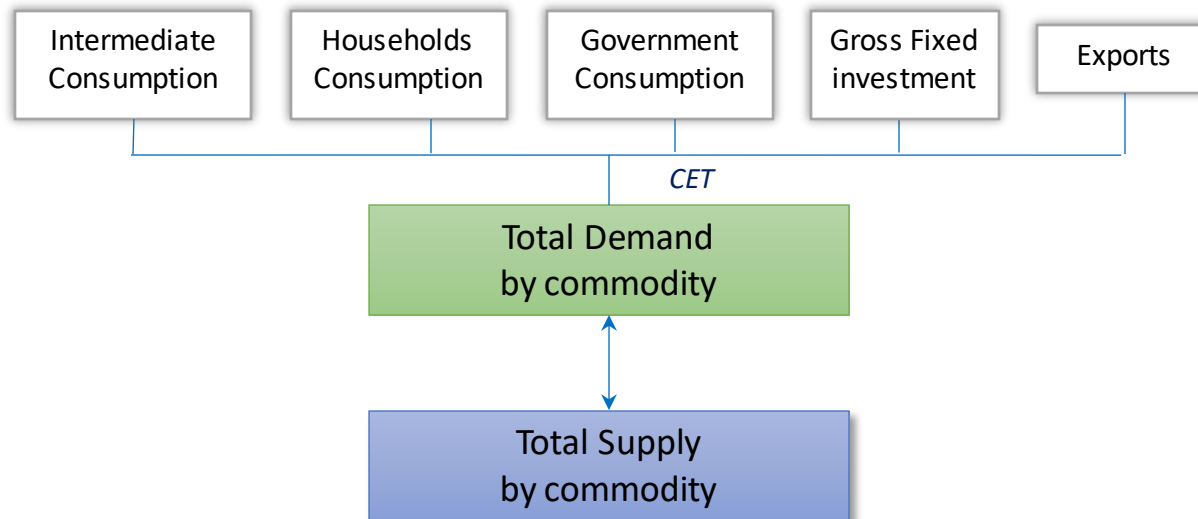 Intermediate
Consumption
Households
Consumption
Government
Consumption
Gross Fixed
investment
Exports
CET
Total Demand
by commodity
Total Supply
by commodity